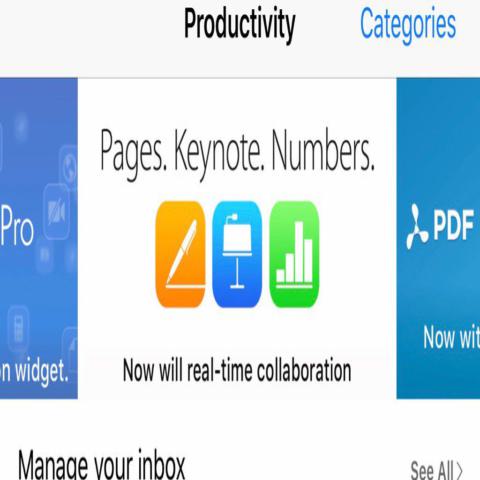 Productivity
Categories
Pro
Pages. Keynote. Numbers.
PDF
Now wit
on widget.
Now will real-time collaboration
Manage your inbox
See All